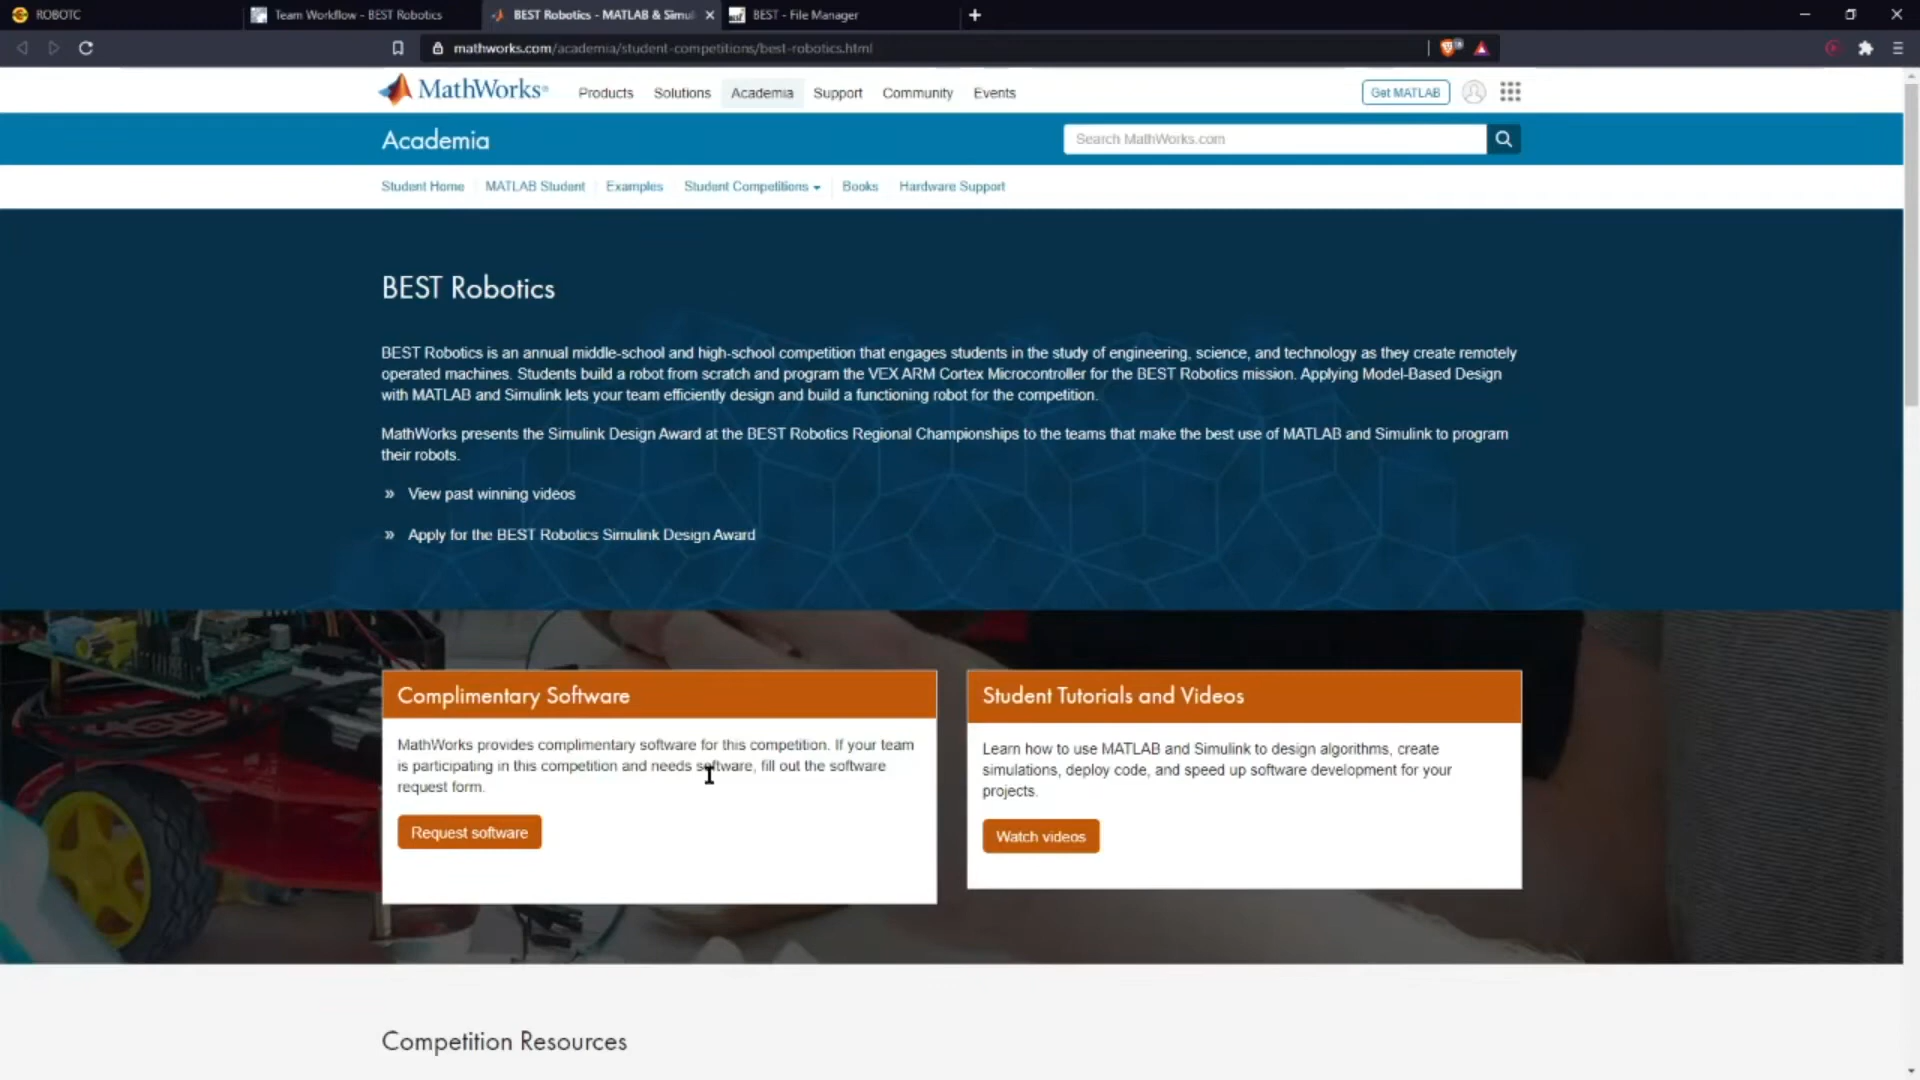 ROBOTC
Team Workflow - BEST Robotics
BEST Robotics - MATLAB & Simul
BEST - File Manager
mathworks.com/academia/student-competitions/best-robotics.html
MathWorks®
Products
Solutions
Academia
Support
Community
Events
Get MATLAB
Academia
Search MathWorks.com
Student Home
MATLAB Student
Examples
Student Competitions
Books
Hardware Support
BEST Robotics
BEST Robotics is an annual middle-school and high-school competition that engages students in the study of engineering, science, and technology as they create remotely
operated machines. Students build a robot from scratch and program the VEX ARM Cortex Microcontroller for the BEST Robotics mission. Applying Model-Based Design
with MATLAB and Simulink lets your team efficiently design and build a functioning robot for the competition.
MathWorks presents the Simulink Design Award at the BEST Robotics Regional Championships to the teams that make the best use of MATLAB and Simulink to program
their robots.
» View past winning videos
» Apply for the BEST Robotics Simulink Design Award
Complimentary Software
MathWorks provides complimentary software for this competition. If your team
is participating in this competition and needs software, fill out the software
request form.
Request software
Student Tutorials and Videos
Learn how to use MATLAB and Simulink to design algorithms, create
simulations, deploy code, and speed up software development for your
projects.
Watch videos
Competition Resources